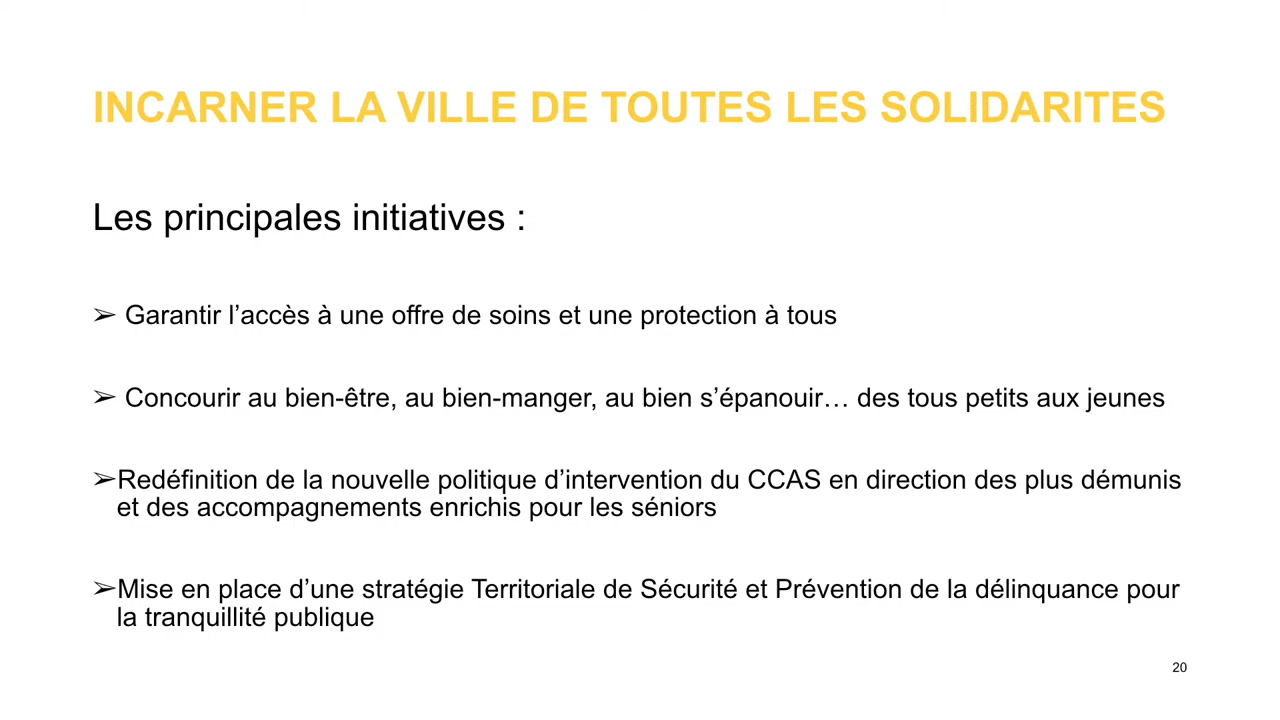 INCARNER LA VILLE DE TOUTES LES SOLIDARITES
Les principales initiatives :
➢ Garantir l’accès à une offre de soins et une protection à tous
➢ Concourir au bien-être, au bien-manger, au bien s’épanouir… des tous petits aux jeunes
➢Redéfinition de la nouvelle politique d’intervention du CCAS en direction des plus démunis
et des accompagnements enrichis pour les séniors
➢Mise en place d’une stratégie Territoriale de Sécurité et Prévention de la délinquance pour
la tranquillité publique
20